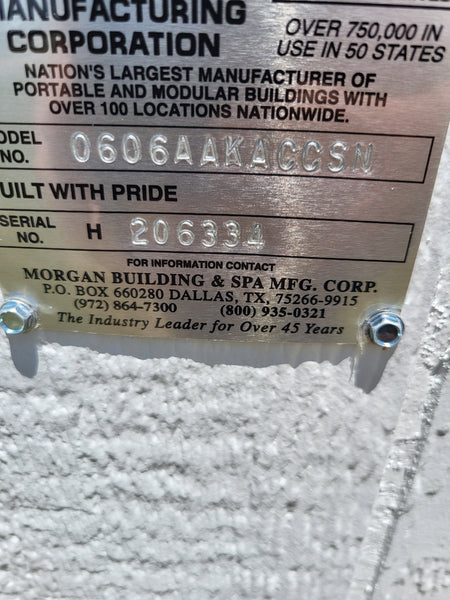 MANUFACTURING
CORPORATION
OVER 750,000 IN
USE IN 50 STATES
NATION'S LARGEST MANUFACTURER OF
PORTABLE AND MODULAR BUILDINGS WITH
OVER 100 LOCATIONS NATIONWIDE.
MODEL
NO.
0606AAKACCSN
BUILT WITH PRIDE
SERIAL
NO.
H 206334
FOR INFORMATION CONTACT
MORGAN BUILDING & SPA MFG. CORP.
P.O. BOX 660280 DALLAS, TX, 75266-9915
(972) 864-7300 (800) 935-0321
The Industry Leader for Over 45 Years